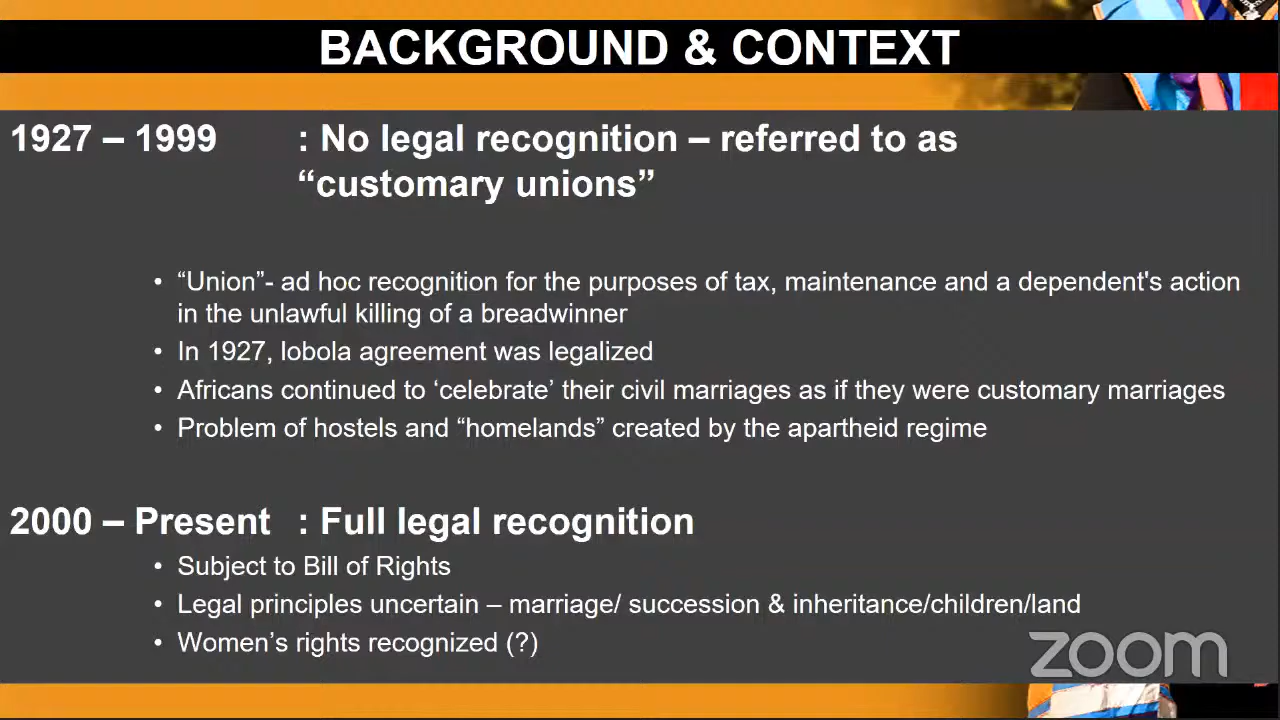 BACKGROUND & CONTEXT
1927 – 1999 : No legal recognition – referred to as
“customary unions”
• “Union”- ad hoc recognition for the purposes of tax, maintenance and a dependent's action
in the unlawful killing of a breadwinner
• In 1927, lobola agreement was legalized
• Africans continued to ‘celebrate’ their civil marriages as if they were customary marriages
• Problem of hostels and “homelands” created by the apartheid regime
2000 – Present : Full legal recognition
• Subject to Bill of Rights
• Legal principles uncertain – marriage/ succession & inheritance/children/land
• Women’s rights recognized (?)
zoom